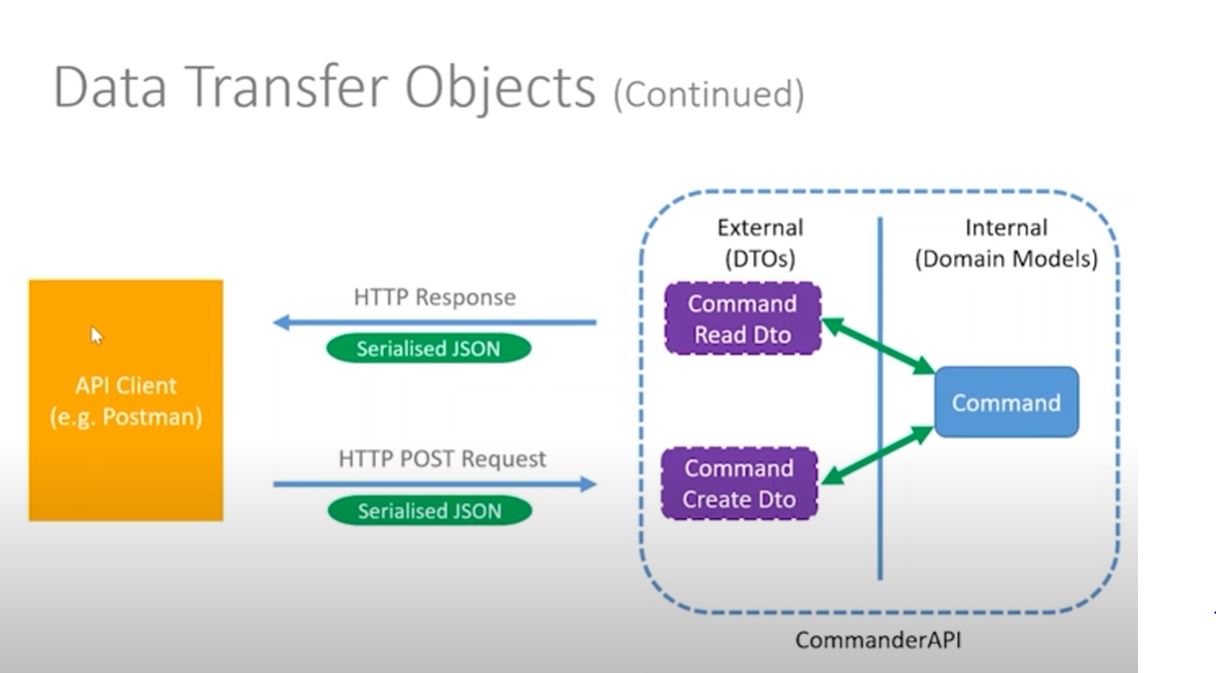 Data Transfer Objects (Continued)
External
(DTOs)
Internal
(Domain Models)
HTTP Response
Serialised JSON
Command
Read Dto
API Client
(e.g. Postman)
Command
HTTP POST Request
Serialised JSON
Command
Create Dto
CommanderAPI